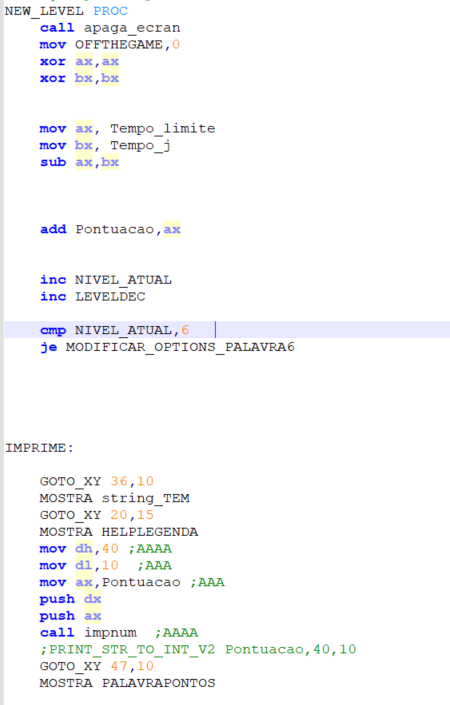 NEW_LEVEL PROC
call apaga_ecran
mov OFFTHEGAME,0
xor ax,ax
xor bx,bx
mov ax, Tempo_limite
mov bx, Tempo_j
sub ax,bx
add Pontuacao,ax
inc NIVEL_ATUAL
inc LEVELDEC
cmp NIVEL_ATUAL,6
je MODIFICAR_OPTIONS_PALAVRA6
IMPRIME:
GOTO_XY 36,10
MOSTRA string_TEM
GOTO_XY 20,15
MOSTRA HELPLEGENDA
mov dh,40 ;AAAA
mov dl,10  ;AAA
mov ax,Pontuacao ;AAA
push dx
push ax
call impnum  ;AAAA
;PRINT_STR_TO_INT_V2 Pontuacao,40,10
GOTO_XY 47,10
MOSTRA PALAVRAPONTOS